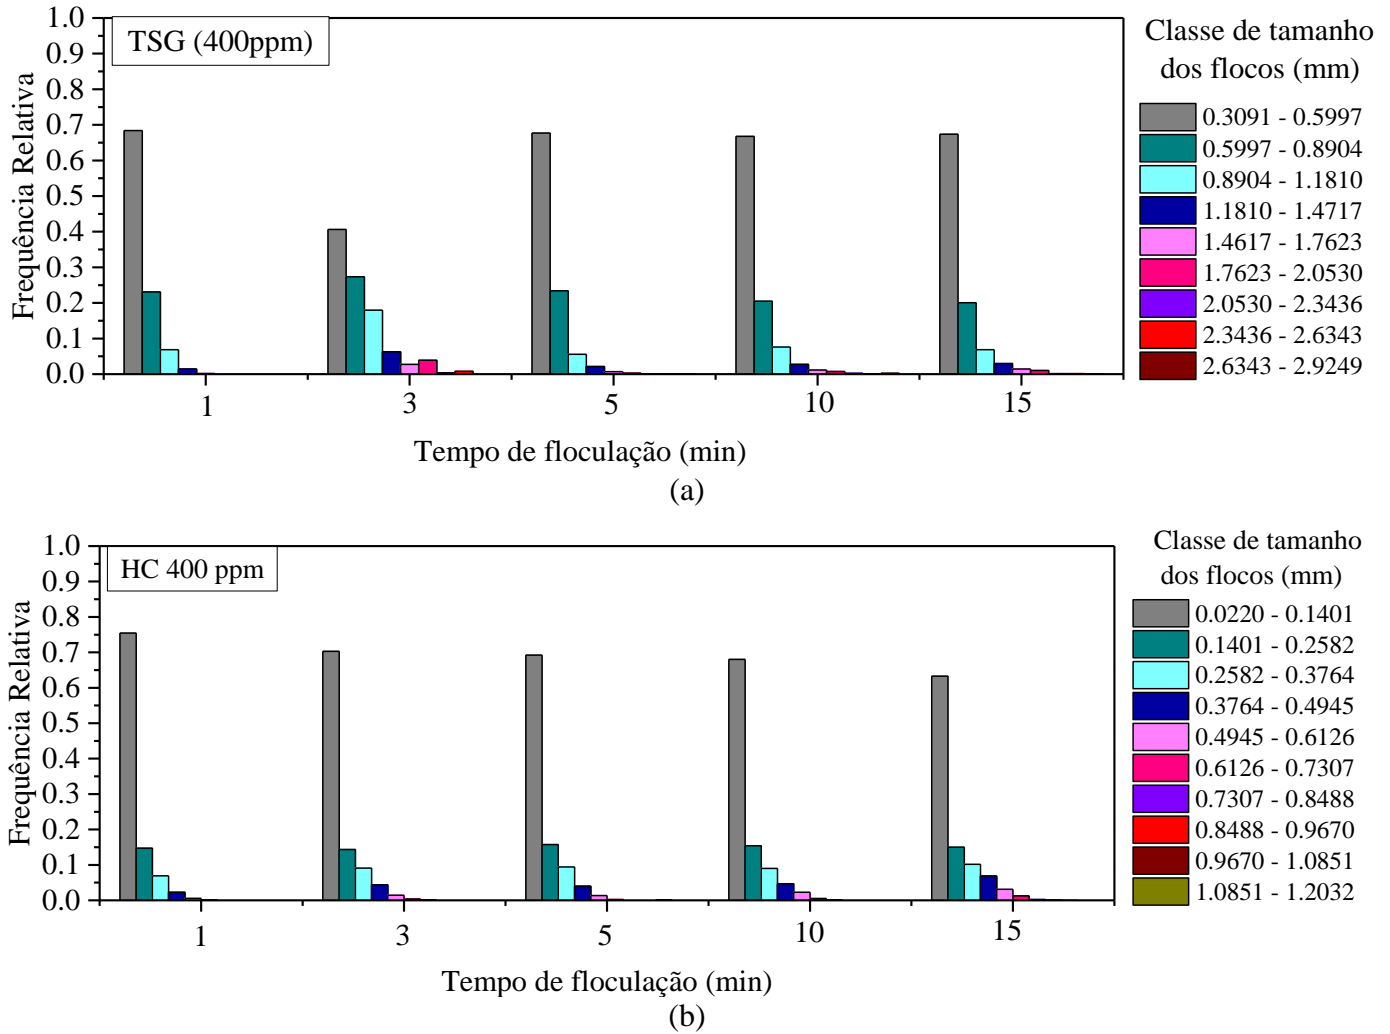 TSG (400ppm)
Frequência Relativa
1.0
0.9
0.8
0.7
0.6
0.5
0.4
0.3
0.2
0.1
0.0
1 3 5 10 15
Tempo de floculação (min)
Classe de tamanho
dos flocos (mm)
0.3091 - 0.5997
0.5997 - 0.8904
0.8904 - 1.1810
1.1810 - 1.4717
1.4617 - 1.7623
1.7623 - 2.0530
2.0530 - 2.3436
2.3436 - 2.6343
2.6343 - 2.9249
(a)
HC 400 ppm
Frequência Relativa
1.0
0.9
0.8
0.7
0.6
0.5
0.4
0.3
0.2
0.1
0.0
1 3 5 10 15
Tempo de floculação (min)
Classe de tamanho
dos flocos (mm)
0.0220 - 0.1401
0.1401 - 0.2582
0.2582 - 0.3764
0.3764 - 0.4945
0.4945 - 0.6126
0.6126 - 0.7307
0.7307 - 0.8488
0.8488 - 0.9670
0.9670 - 1.0851
1.0851 - 1.2032
(b)